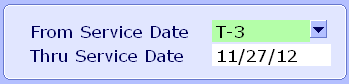 From Service Date T-3
Thru Service Date 11/27/12